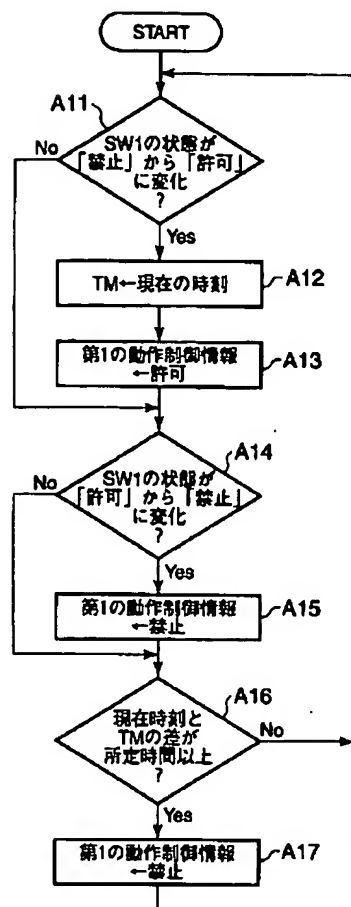 START
A11
SW1の状態が
「禁止」から「許可」
に変化
?
No
Yes
TM←現在の時刻
A12
第1の動作制御情報
←許可
A13
A14
SW1の状態が
「許可」から「禁止」
に変化
?
No
Yes
第1の動作制御情報
←禁止
A15
A16
現在時刻と
TMの差が
所定時間以上
?
No
Yes
第1の動作制御情報
←禁止
A17